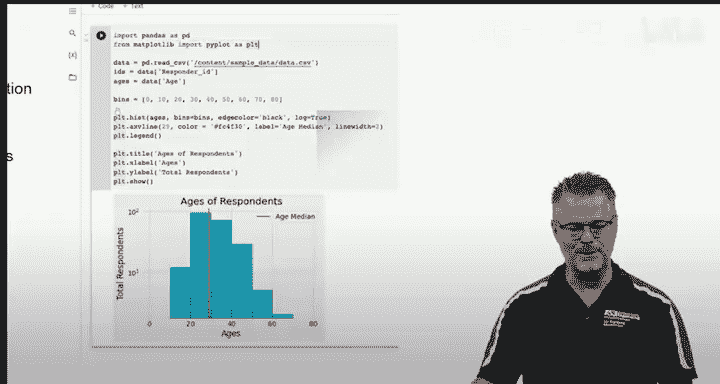 + Code + Text
tion
s
import pandas as pd
from matplotlib import pyplot as plt
data = pd.read_csv('/content/sample_data/data.csv')
ids = data['Responder_id']
ages = data['Age']
bins = [0, 10, 20, 30, 40, 50, 60, 70, 80]
plt.hist(ages, bins=bins, edgecolor='black', log=True)
plt.axvline(29, color = '#fc4f30', label='Age Median', linewidth=2)
plt.legend()
plt.title('Ages of Respondents')
plt.xlabel('Ages')
plt.ylabel('Total Respondents')
plt.show()
Ages of Respondents
Age Median
10²
10¹
Total Respondents
0 20 40 60 80
Ages